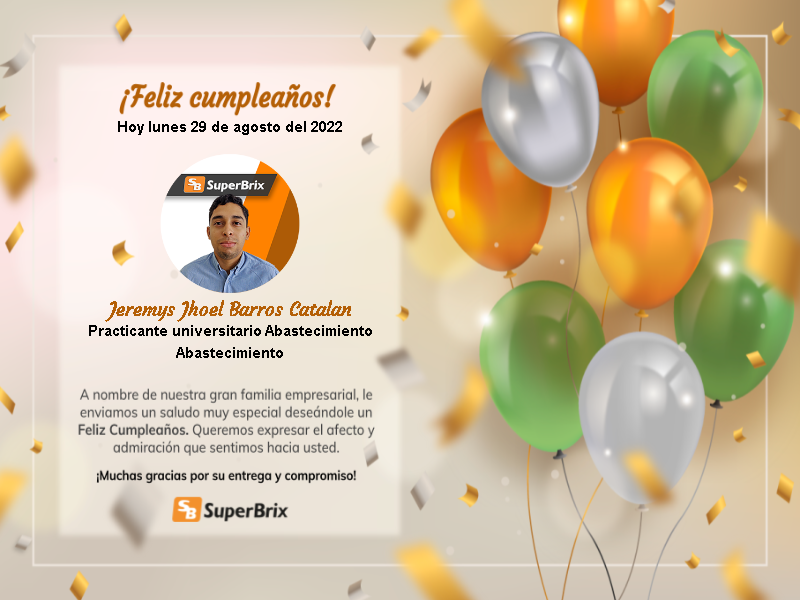 ¡Feliz cumpleaños!
Hoy lunes 29 de agosto del 2022
SB SuperBrix
Jeremys Jhoel Barros Catalan
Practicante universitario Abastecimiento
Abastecimiento
A nombre de nuestra gran familia empresarial, le
enviamos un saludo muy especial deseándole un
Feliz Cumpleaños. Queremos expresar el afecto y
admiración que sentimos hacia usted.
¡Muchas gracias por su entrega y compromiso!
SB SuperBrix